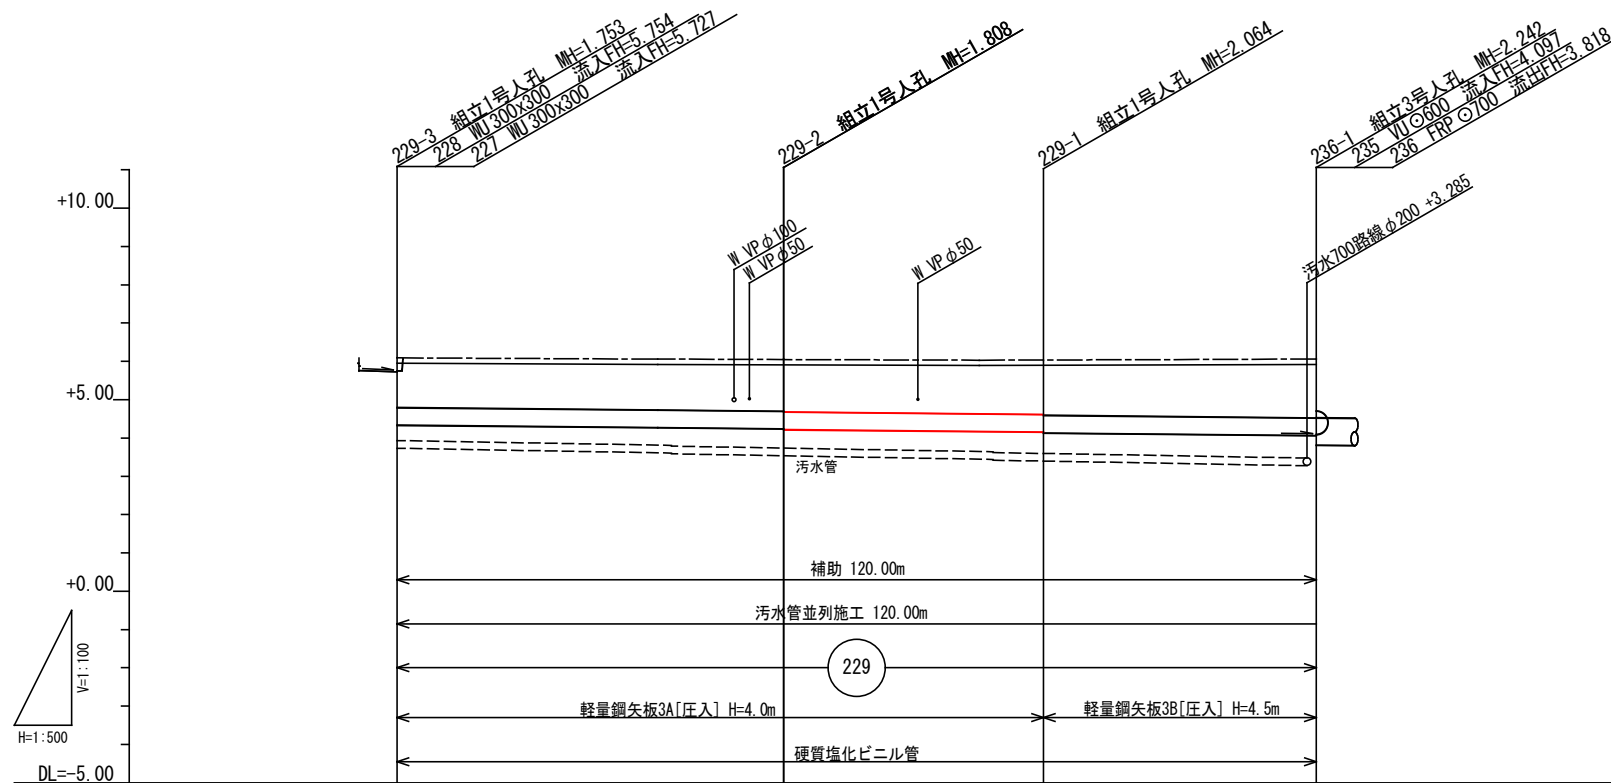 229-3 組立1号人孔 MH=1.753
228 WU 300x300 流入FH=5.754
227 WU 300x300 流入FH=5.727
229-2 組立1号人孔 MH=1.808
229-1 組立1号人孔 MH=2.064
236-1 組立3号人孔 MH=2.242
235 VU⊙600 流入FH=4.097
236 FRP ⊙700 流出FH=3.818
+10.00
W VPφ100
W VPφ50
W VPφ50
汚水700路線φ200 +3.285
+5.00
汚水管
+0.00
補助 120.00m
汚水管並列施工 120.00m
229
V=1:100
H=1:500
軽量鋼矢板3A[圧入] H=4.0m
軽量鋼矢板3B[圧入] H=4.5m
硬質塩化ビニル管
DL=-5.00